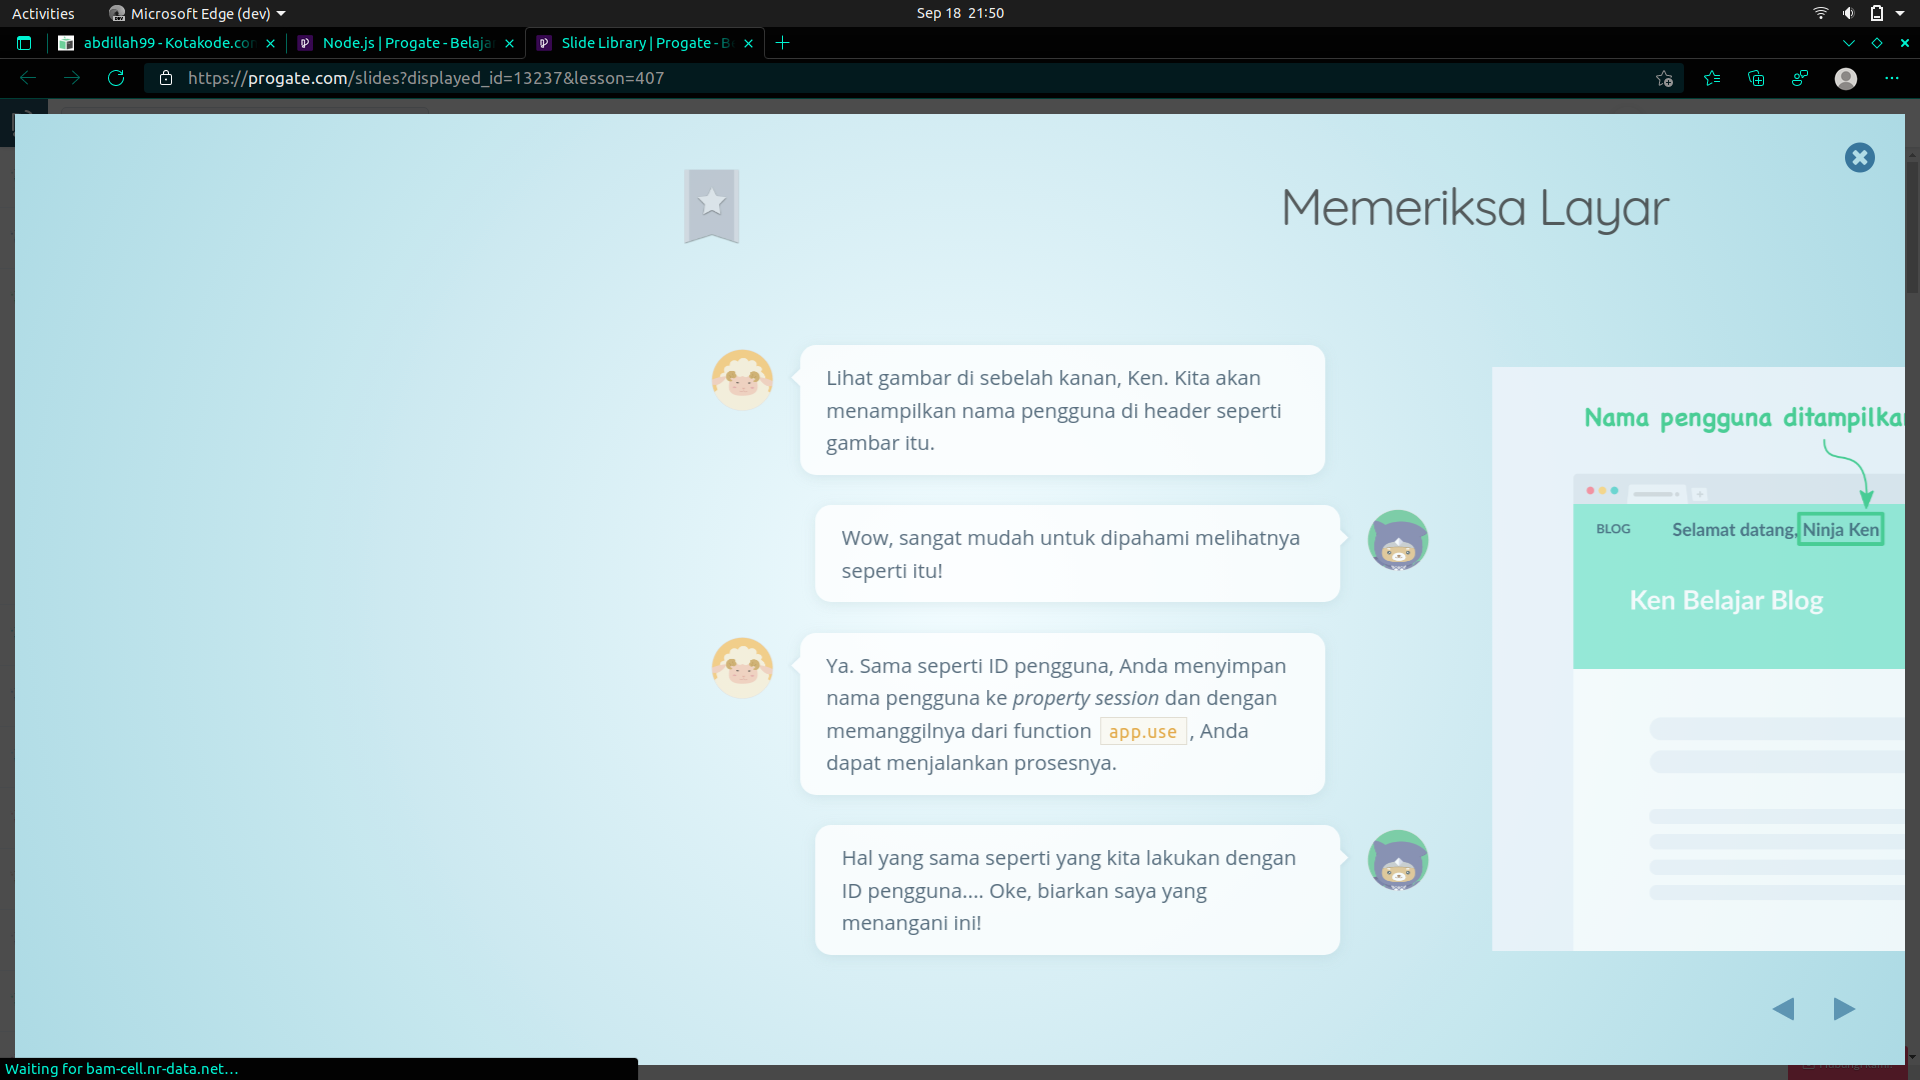 Activities
Microsoft Edge (dev)
Sep 18 21:50
abdillah99 - Kotakode.co
Node.js | Progate - Belaja
Slide Library | Progate - B
https://progate.com/slides?displayed_id=13237&lesson=407
Memeriksa Layar
Lihat gambar di sebelah kanan, Ken. Kita akan
menampilkan nama pengguna di header seperti
gambar itu.
Wow, sangat mudah untuk dipahami melihatnya
seperti itu!
Ya. Sama seperti ID pengguna, Anda menyimpan
nama pengguna ke property session dan dengan
memanggilnya dari function app.use, Anda
dapat menjalankan prosesnya.
Hal yang sama seperti yang kita lakukan dengan
ID pengguna.... Oke, biarkan saya yang
menangani ini!
Nama pengguna ditampilka
BLOG
Selamat datang, Ninja Ken
Ken Belajar Blog
Waiting for bam-cell.nr-data.net...